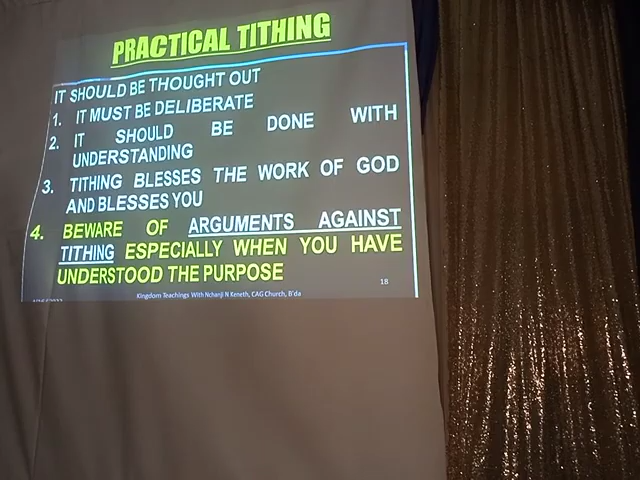 PRACTICAL TITHING
IT SHOULD BE THOUGHT OUT
1. IT MUST BE DELIBERATE
2. IT SHOULD BE DONE WITH
UNDERSTANDING
3. TITHING BLESSES THE WORK OF GOD
AND BLESSES YOU
4. BEWARE OF ARGUMENTS AGAINST
TITHING ESPECIALLY WHEN YOU HAVE
UNDERSTOOD THE PURPOSE
18
Kingdom Teachings With Nchanji N Keneth, CAG Church, B'da